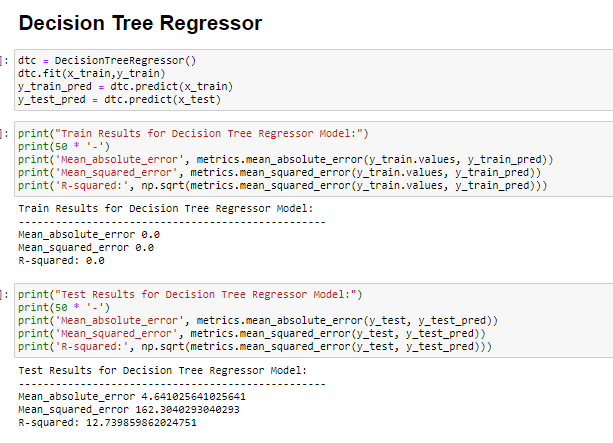 Decision Tree Regressor
]: dtc = DecisionTreeRegressor()
dtc.fit(x_train,y_train)
y_train_pred = dtc.predict(x_train)
y_test_pred = dtc.predict(x_test)
]: print("Train Results for Decision Tree Regressor Model:")
print(50 * '-')
print('Mean_absolute_error', metrics.mean_absolute_error(y_train.values, y_train_pred))
print('Mean_squared_error', metrics.mean_squared_error(y_train.values, y_train_pred))
print('R-squared:', np.sqrt(metrics.mean_squared_error(y_train.values, y_train_pred)))
Train Results for Decision Tree Regressor Model:
--------------------------------------------------
Mean_absolute_error 0.0
Mean_squared_error 0.0
R-squared: 0.0
]: print("Test Results for Decision Tree Regressor Model:")
print(50 * '-')
print('Mean_absolute_error', metrics.mean_absolute_error(y_test, y_test_pred))
print('Mean_squared_error', metrics.mean_squared_error(y_test, y_test_pred))
print('R-squared:', np.sqrt(metrics.mean_squared_error(y_test, y_test_pred)))
Test Results for Decision Tree Regressor Model:
--------------------------------------------------
Mean_absolute_error 4.641025641025641
Mean_squared_error 162.3040293040293
R-squared: 12.739859862024751